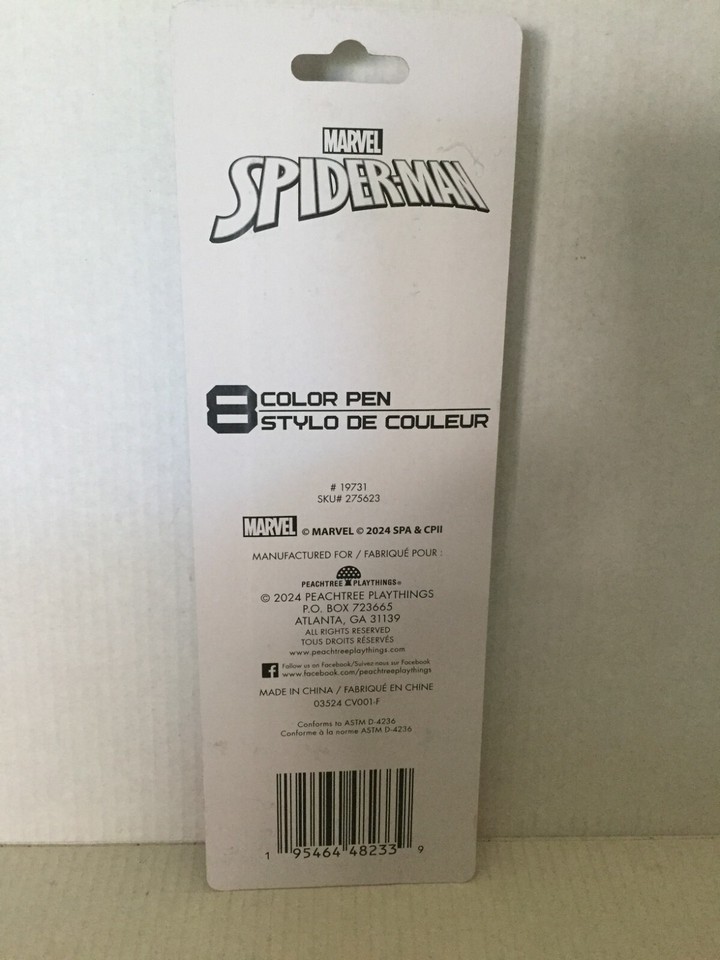 MARVEL
SPIDER-MAN
8 COLOR PEN
STYLO DE COULEUR
# 19731
SKU# 275623
MARVEL © MARVEL © 2024 SPA & CPII
MANUFACTURED FOR / FABRIQUÉ POUR :
PEACHTREE PLAYTHINGS®
© 2024 PEACHTREE PLAYTHINGS
P.O. BOX 723665
ATLANTA, GA 31139
ALL RIGHTS RESERVED
TOUS DROITS RÉSERVÉS
www.peachtreeplaythings.com
f Follow us on Facebook/Suivez-nous sur Facebook
www.facebook.com/peachtreeplaythings
MADE IN CHINA / FABRIQUÉ EN CHINE
03524 CV001-F
Conforms to ASTM D-4236
Conforme à la norme ASTM D-4236
1 95464 48233 9